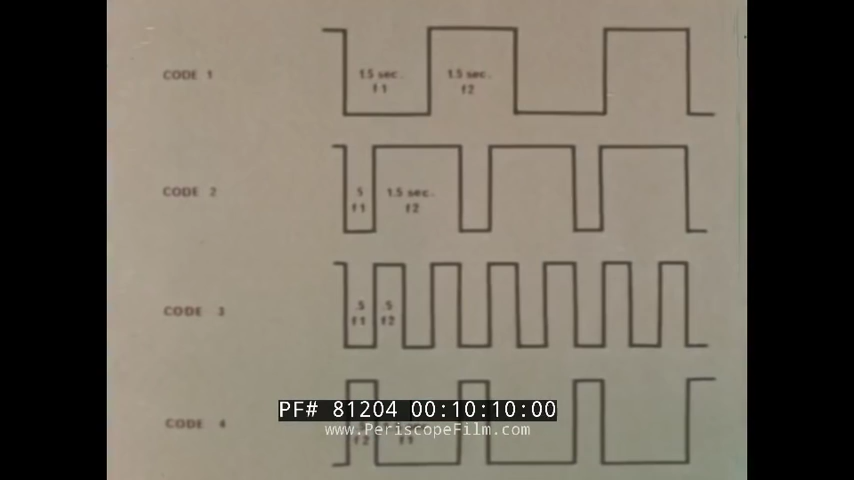 CODE 1
1.5 sec. 1.5 sec.
f1 f2
CODE 2
.5 1.5 sec.
f1 f2
CODE 3
.5 .5
f1 f2
PF# 81204 00:10:10:00
CODE 4
www.PeriscopeFilm.com
f2 f1